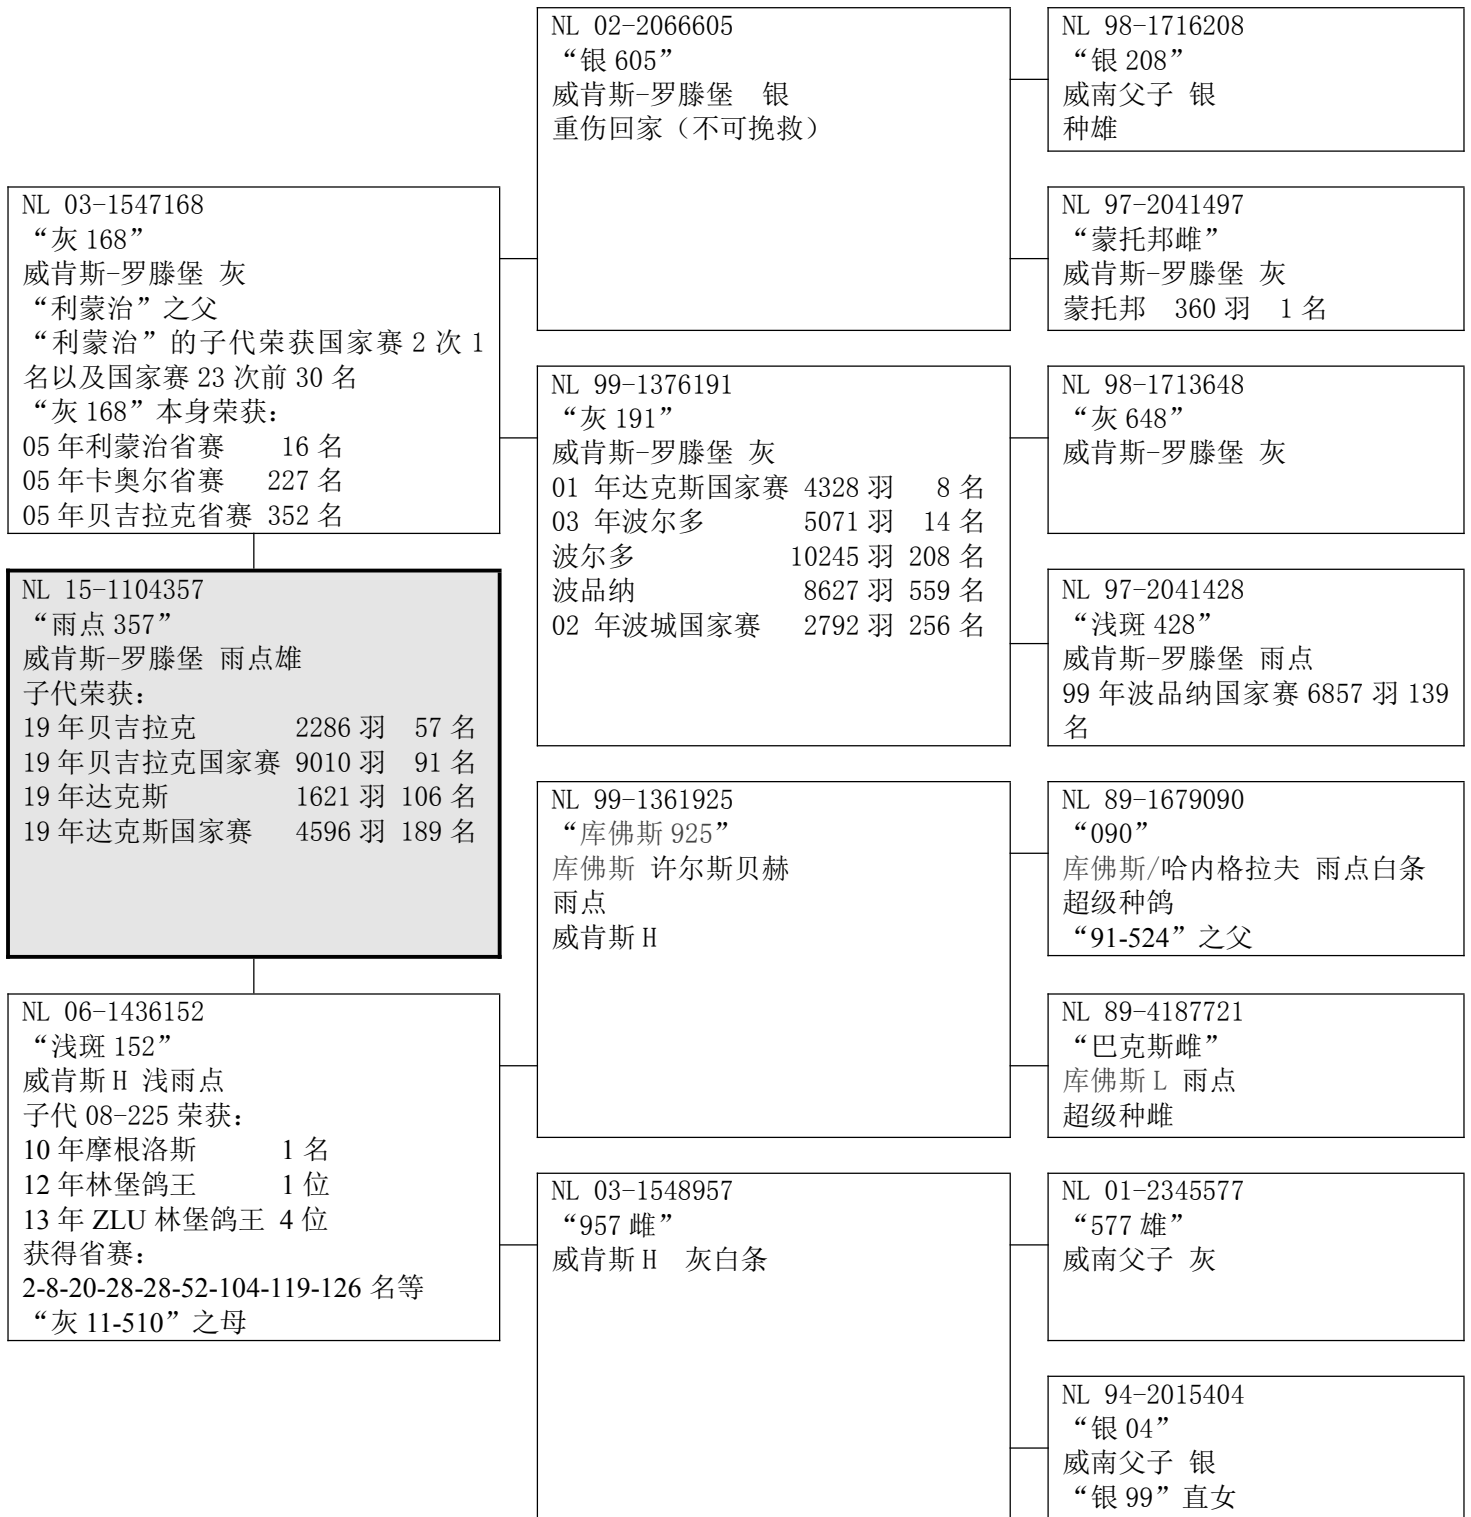 NL 03-1547168
“灰 168”
威肯斯-罗滕堡 灰
“利蒙治”之父
“利蒙治”的子代荣获国家赛 2 次 1
名以及国家赛 23 次前 30 名
“灰 168”本身荣获：
05 年利蒙治省赛 16 名
05 年卡奥尔省赛 227 名
05 年贝吉拉克省赛 352 名
NL 15-1104357
“雨点 357”
威肯斯-罗滕堡 雨点雄
子代荣获：
19 年贝吉拉克 2286 羽 57 名
19 年贝吉拉克国家赛 9010 羽 91 名
19 年达克斯 1621 羽 106 名
19 年达克斯国家赛 4596 羽 189 名
NL 06-1436152
“浅斑 152”
威肯斯 H 浅雨点
子代 08-225 荣获：
10 年摩根洛斯 1 名
12 年林堡鸽王 1 位
13 年 ZLU 林堡鸽王 4 位
获得省赛：
2-8-20-28-28-52-104-119-126 名等
“灰 11-510”之母
NL 02-2066605
“银 605”
威肯斯-罗滕堡 银
重伤回家（不可挽救）
NL 99-1376191
“灰 191”
威肯斯-罗滕堡 灰
01 年达克斯国家赛 4328 羽 8 名
03 年波尔多 5071 羽 14 名
波尔多 10245 羽 208 名
波品纳 8627 羽 559 名
02 年波城国家赛 2792 羽 256 名
NL 99-1361925
“库佛斯 925”
库佛斯 许尔斯贝赫
雨点
威肯斯 H
NL 03-1548957
“957 雌”
威肯斯 H 灰白条
NL 98-1716208
“银 208”
威南父子 银
种雄
NL 97-2041497
“蒙托邦雌”
威肯斯-罗滕堡 灰
蒙托邦 360 羽 1 名
NL 98-1713648
“灰 648”
威肯斯-罗滕堡 灰
NL 97-2041428
“浅斑 428”
威肯斯-罗滕堡 雨点
99 年波品纳国家赛 6857 羽 139
名
NL 89-1679090
“090”
库佛斯/哈内格拉夫 雨点白条
超级种鸽
“91-524”之父
NL 89-4187721
“巴克斯雌”
库佛斯 L 雨点
超级种雌
NL 01-2345577
“577 雄”
威南父子 灰
NL 94-2015404
“银 04”
威南父子 银
“银 99”直女